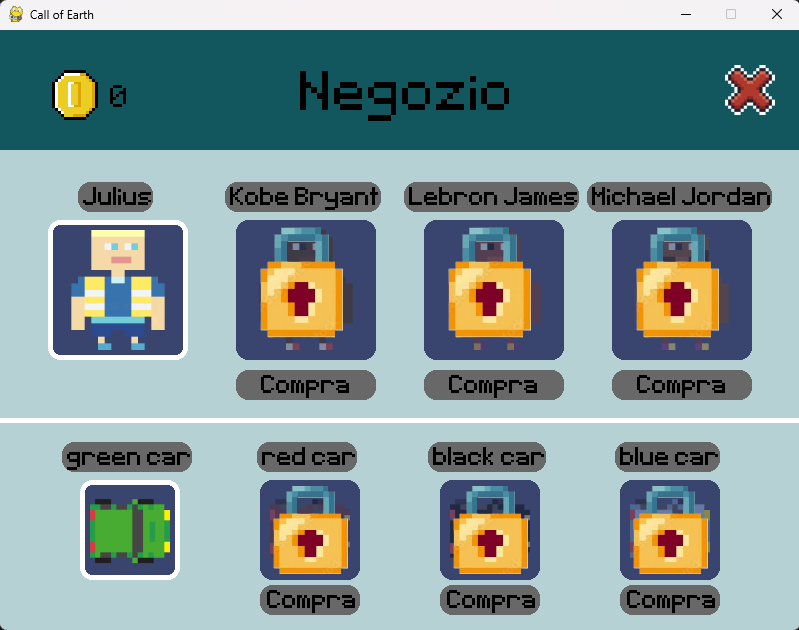 Call of Earth
0
Negozio
Julius
Kobe Bryant
Lebron James
Michael Jordan
Compra
Compra
Compra
green car
red car
black car
blue car
Compra
Compra
Compra